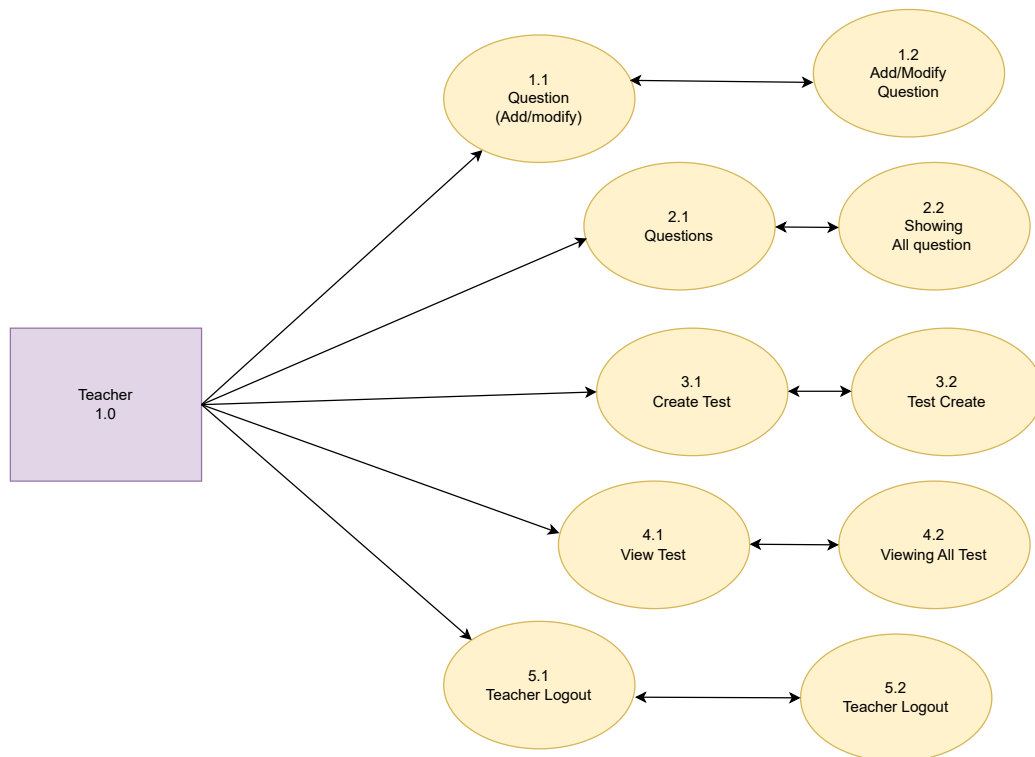 1.1
Question
(Add/modify)
1.2
Add/Modify
Question
2.1
Questions
2.2
Showing
All question
Teacher
1.0
3.1
Create Test
3.2
Test Create
4.1
View Test
4.2
Viewing All Test
5.1
Teacher Logout
5.2
Teacher Logout